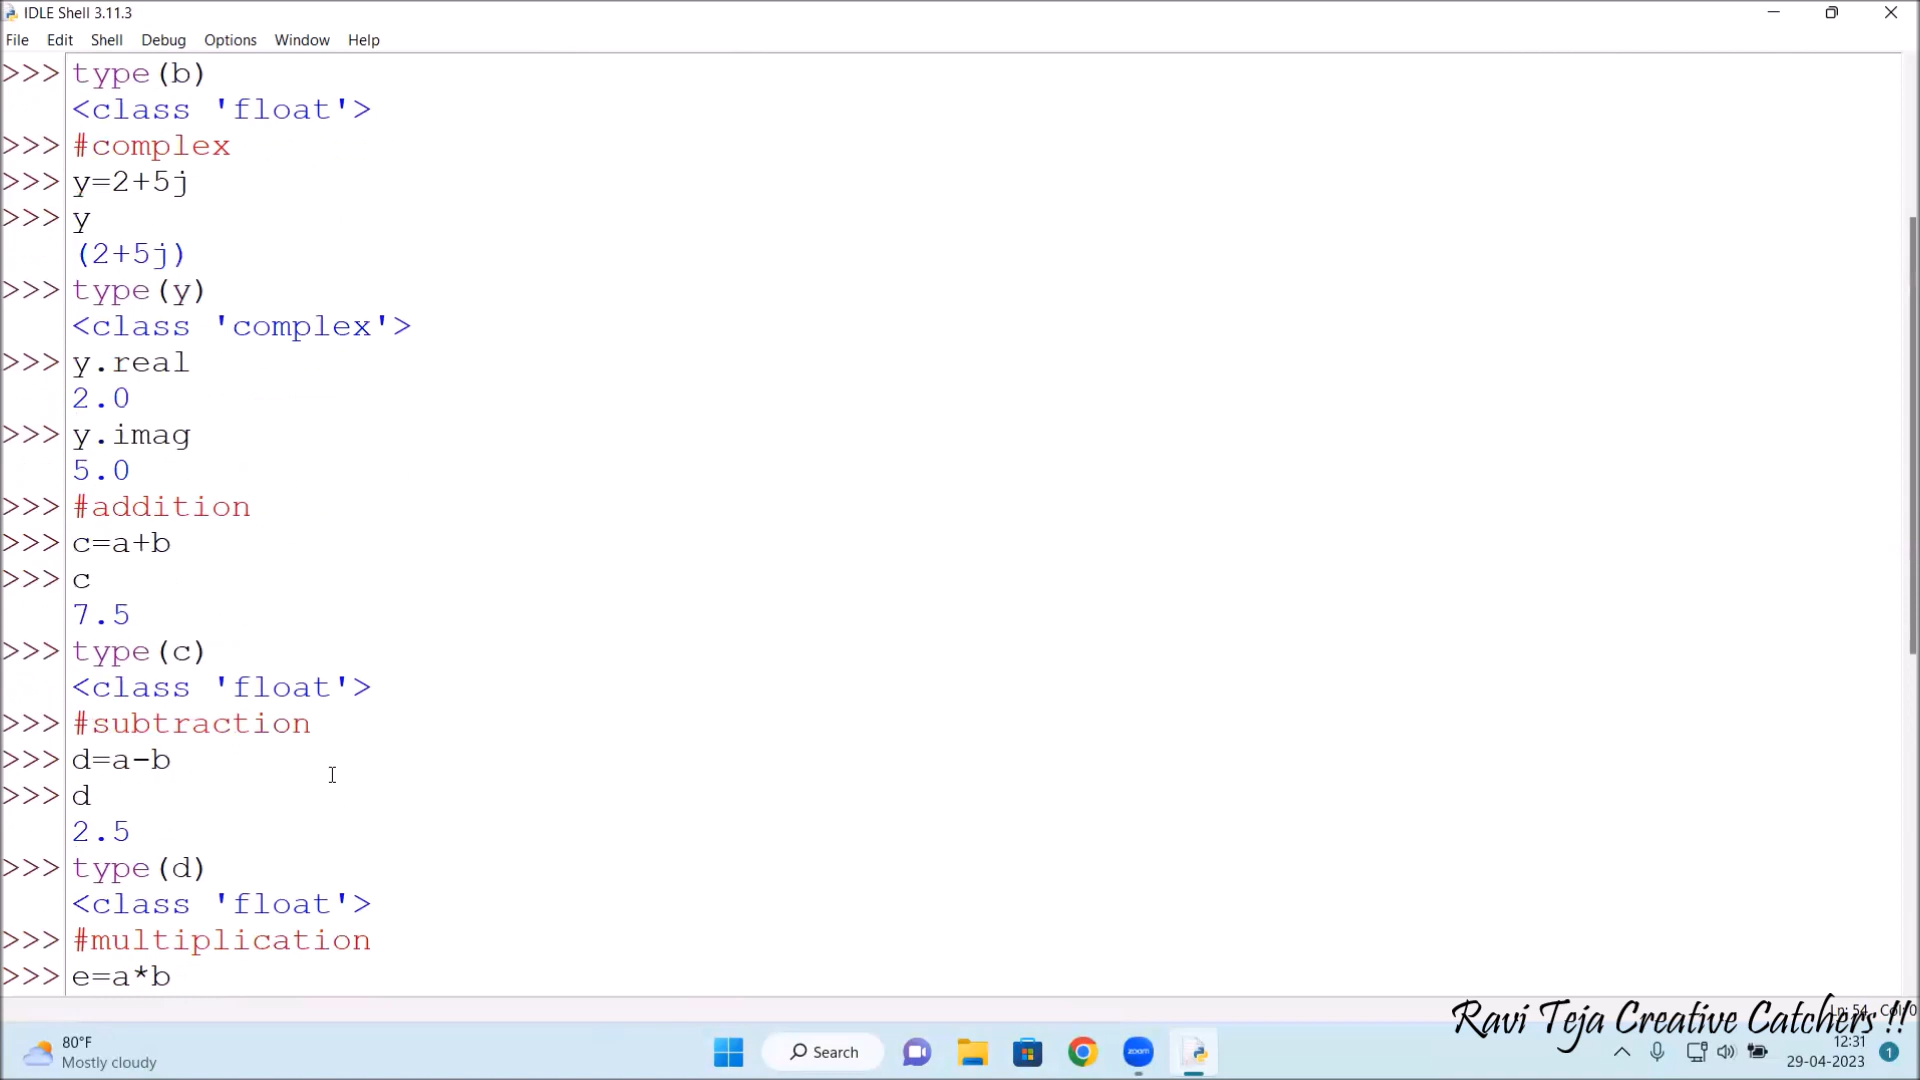 IDLE Shell 3.11.3
File Edit Shell Debug Options Window Help
>>> type(b)
<class 'float'>
>>> #complex
>>> y=2+5j
>>> y
(2+5j)
>>> type(y)
<class 'complex'>
>>> y.real
2.0
>>> y.imag
5.0
>>> #addition
>>> c=a+b
>>> c
7.5
>>> type(c)
<class 'float'>
>>> #subtraction
>>> d=a-b
>>> d
2.5
>>> type(d)
<class 'float'>
>>> #multiplication
>>> e=a*b
Ravi Teja Creative Catchers !!
80°F
Mostly cloudy
Search
zoom
12:31
29-04-2023
1